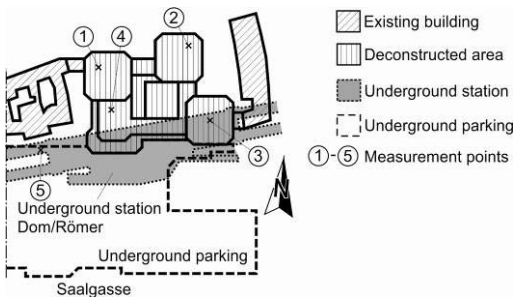 ① ④ ②
③
⑤
Underground station
Dom/Römer
Underground parking
Saalgasse
N
Existing building
Deconstructed area
Underground station
Underground parking
①-⑤ Measurement points